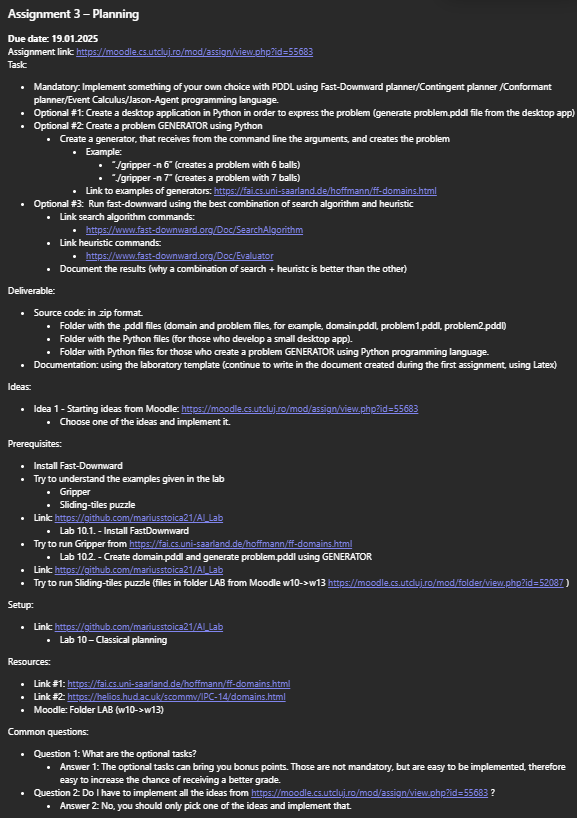 Assignment 3 – Planning
Due date: 19.01.2025
Assignment link: https://moodle.cs.utcluj.ro/mod/assign/view.php?id=55683
Task:
• Mandatory: Implement something of your own choice with PDDL using Fast-Downward planner/Contingent planner /Conformant
planner/Event Calculus/Jason-Agent programming language.
• Optional #1: Create a desktop application in Python in order to express the problem (generate problem.pddl file from the desktop app)
• Optional #2: Create a problem GENERATOR using Python
• Create a generator, that receives from the command line the arguments, and creates the problem
• Example:
• "./gripper -n 6" (creates a problem with 6 balls)
• "./gripper -n 7" (creates a problem with 7 balls)
• Link to examples of generators: https://fai.cs.uni-saarland.de/hoffmann/ff-domains.html
• Optional #3: Run fast-downward using the best combination of search algorithm and heuristic
• Link search algorithm commands:
• https://www.fast-downward.org/Doc/SearchAlgorithm
• Link heuristic commands:
• https://www.fast-downward.org/Doc/Evaluator
• Document the results (why a combination of search + heuristc is better than the other)
Deliverable:
• Source code: in .zip format.
• Folder with the .pddl files (domain and problem files, for example, domain.pddl, problem1.pddl, problem2.pddl)
• Folder with the Python files (for those who develop a small desktop app).
• Folder with Python files for those who create a problem GENERATOR using Python programming language.
• Documentation: using the laboratory template (continue to write in the document created during the first assignment, using Latex)
Ideas:
• Idea 1 - Starting ideas from Moodle: https://moodle.cs.utcluj.ro/mod/assign/view.php?id=55683
• Choose one of the ideas and implement it.
Prerequisites:
• Install Fast-Downward
• Try to understand the examples given in the lab
• Gripper
• Sliding-tiles puzzle
• Link: https://github.com/mariusstoica21/AI_Lab
• Lab 10.1. - Install FastDownward
• Try to run Gripper from https://fai.cs.uni-saarland.de/hoffmann/ff-domains.html
• Lab 10.2. - Create domain.pddl and generate problem.pddl using GENERATOR
• Link: https://github.com/mariusstoica21/AI_Lab
• Try to run Sliding-tiles puzzle (files in folder LAB from Moodle w10->w13 https://moodle.cs.utcluj.ro/mod/folder/view.php?id=52087 )
Setup:
• Link: https://github.com/mariusstoica21/AI_Lab
• Lab 10 – Classical planning
Resources:
• Link #1: https://fai.cs.uni-saarland.de/hoffmann/ff-domains.html
• Link #2: https://helios.hud.ac.uk/scommv/IPC-14/domains.html
• Moodle: Folder LAB (w10->w13)
Common questions:
• Question 1: What are the optional tasks?
• Answer 1: The optional tasks can bring you bonus points. Those are not mandatory, but are easy to be implemented, therefore
easy to increase the chance of receiving a better grade.
• Question 2: Do I have to implement all the ideas from https://moodle.cs.utcluj.ro/mod/assign/view.php?id=55683 ?
• Answer 2: No, you should only pick one of the ideas and implement that.